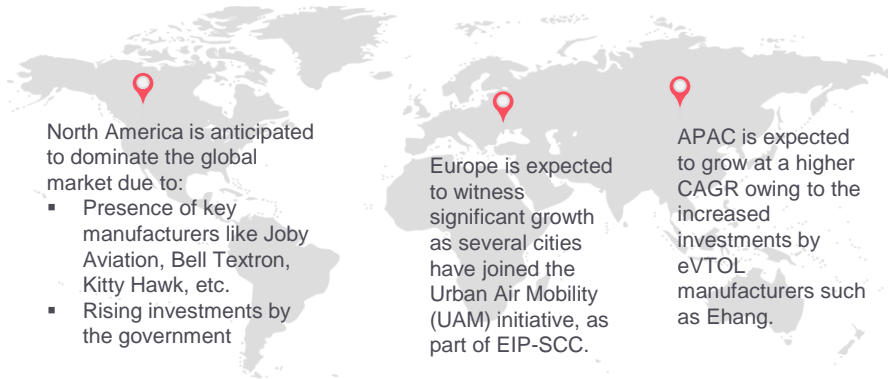 North America is anticipated
to dominate the global
market due to:
▪ Presence of key
manufacturers like Joby
Aviation, Bell Textron,
Kitty Hawk, etc.
▪ Rising investments by
the government
Europe is expected
to witness
significant growth
as several cities
have joined the
Urban Air Mobility
(UAM) initiative, as
part of EIP-SCC.
APAC is expected
to grow at a higher
CAGR owing to the
increased
investments by
eVTOL
manufacturers such
as Ehang.